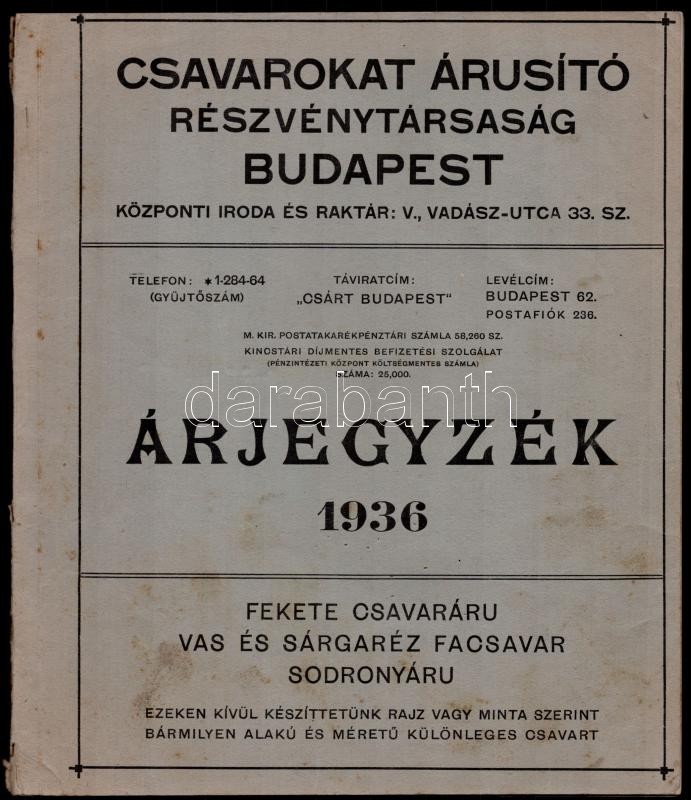 CSAVAROKAT ÁRUSÍTÓ
RÉSZVÉNYTÁRSASÁG
BUDAPEST
KÖZPONTI IRODA ÉS RAKTÁR: V., VADÁSZ-UTCA 33. SZ.
TELEFON: *1-284-64
(GYÜJTŐSZÁM)
TÁVIRATCÍM:
„CSÁRT BUDAPEST"
LEVÉLCÍM:
BUDAPEST 62.
POSTAFIÓK 236.
M. KIR. POSTATAKARÉKPÉNZTÁRI SZÁMLA 58,260 SZ.
KINCSTÁRI DÍJMENTES BEFIZETÉSI SZOLGÁLAT
(PÉNZINTÉZETI KÖZPONT KÖLTSÉGMENTES SZÁMLA)
SZÁMA: 25,000.
darabanth
ÁRJEGYZÉK
1936
FEKETE CSAVARÁRU
VAS ÉS SÁRGARÉZ FACSAVAR
SODRONYÁRU
EZEKEN KÍVÜL KÉSZÍTTETÜNK RAJZ VAGY MINTA SZERINT
BÁRMILYEN ALAKÚ ÉS MÉRETŰ KÜLÖNLEGES CSAVART